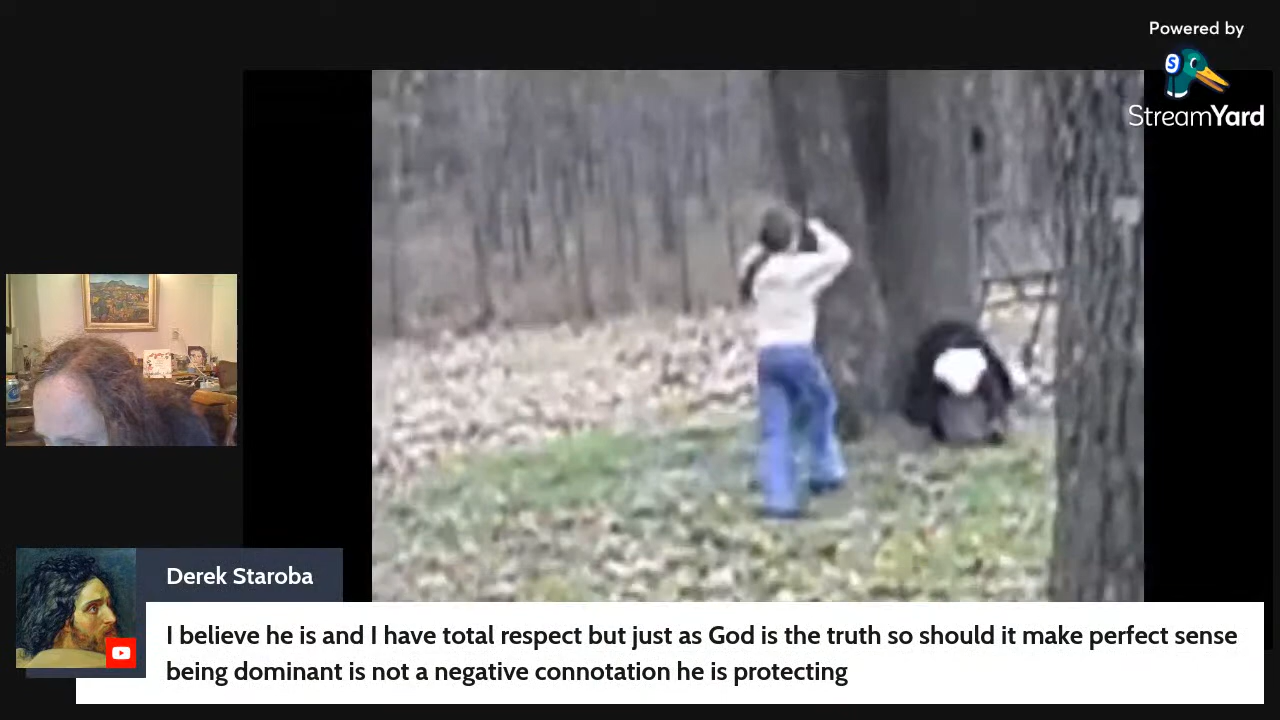 Powered by
S
StreamYard
Derek Staroba
I believe he is and I have total respect but just as God is the truth so should it make perfect sense
being dominant is not a negative connotation he is protecting